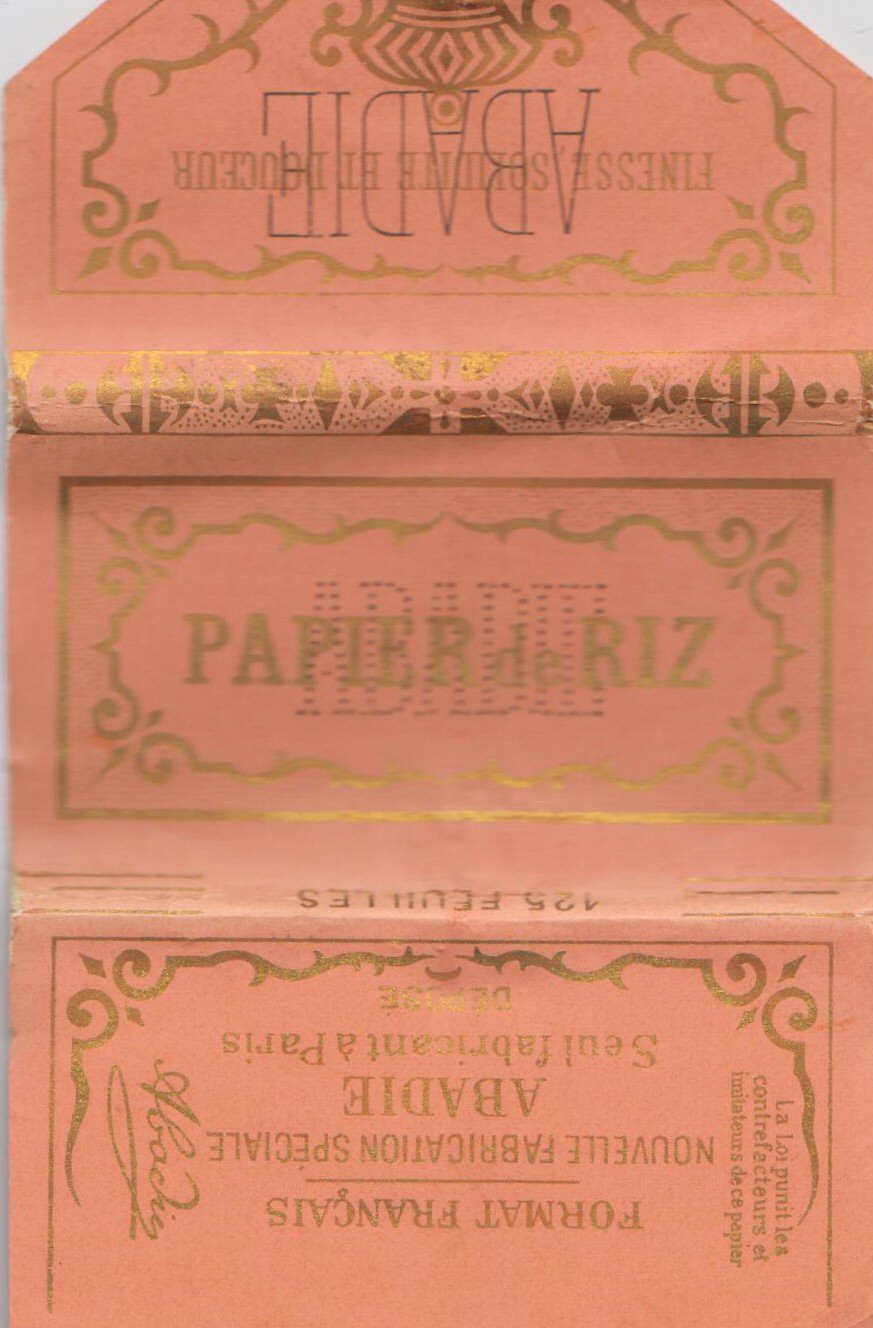 FINESSE, SOLIDITÉ ET DOUCEUR
ABADIE
PAPIER de RIZ
ABADIE
125 FEUILLES
FORMAT FRANÇAIS
NOUVELLE FABRICATION SPÉCIALE
ABADIE
Seul fabricant à Paris
DÉPOSÉ
Abadie
La Loi punit les
contrefacteurs et
imitateurs de ce papier